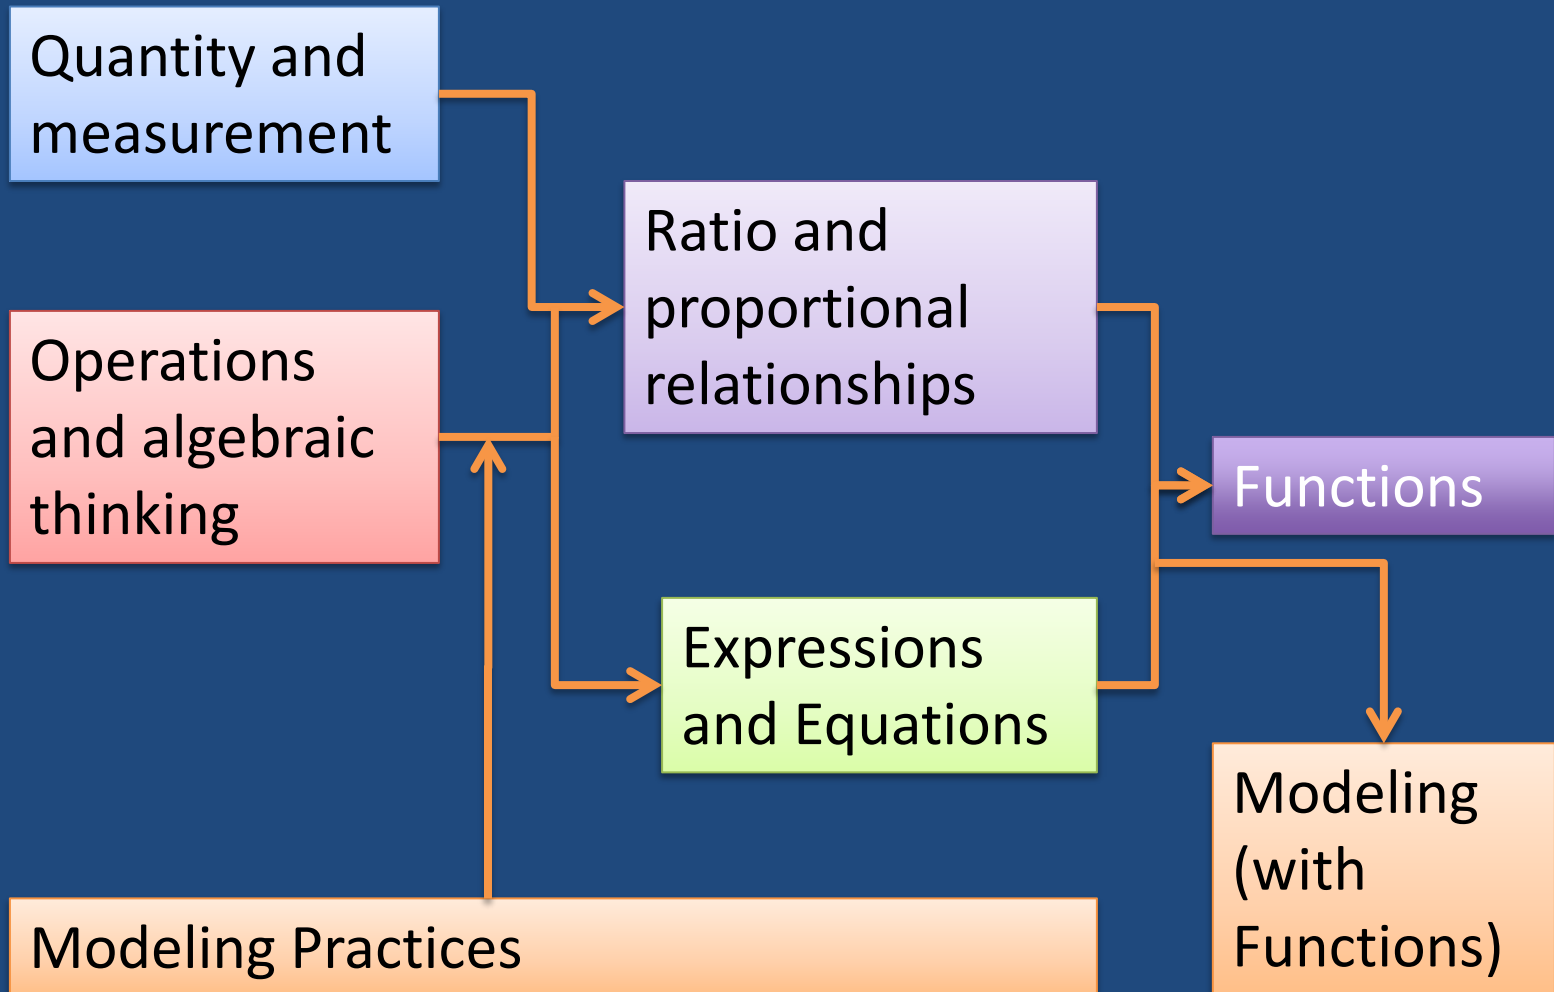 Quantity and
measurement
Ratio and
proportional
relationships
Operations
and algebraic
thinking
Functions
Expressions
and Equations
Modeling
(with
Functions)
Modeling Practices